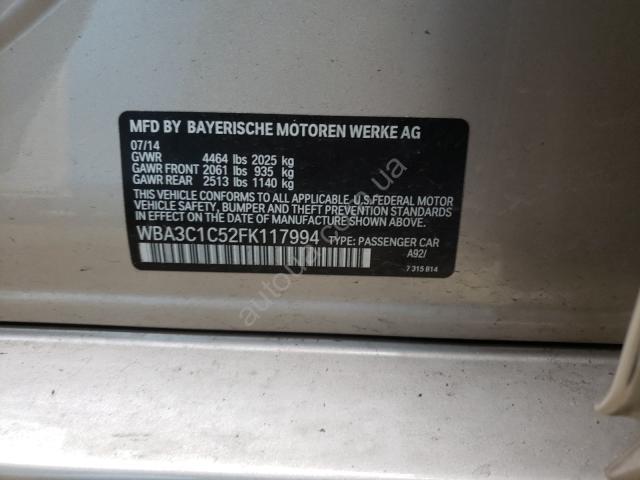 MFD BY BAYERISCHE MOTOREN WERKE AG
07/14
GVWR 4464 lbs 2025 kg
GAWR FRONT 2061 lbs 935 kg
GAWR REAR 2513 lbs 1140 kg
THIS VEHICLE CONFORMS TO ALL APPLICABLE U.S. FEDERAL MOTOR
VEHICLE SAFETY, BUMPER AND THEFT PREVENTION STANDARDS
IN EFFECT ON THE DATE OF MANUFACTURE SHOWN ABOVE.
WBA3C1C52FK117994 TYPE: PASSENGER CAR
A92/
7 315 814
autoua.com.ua